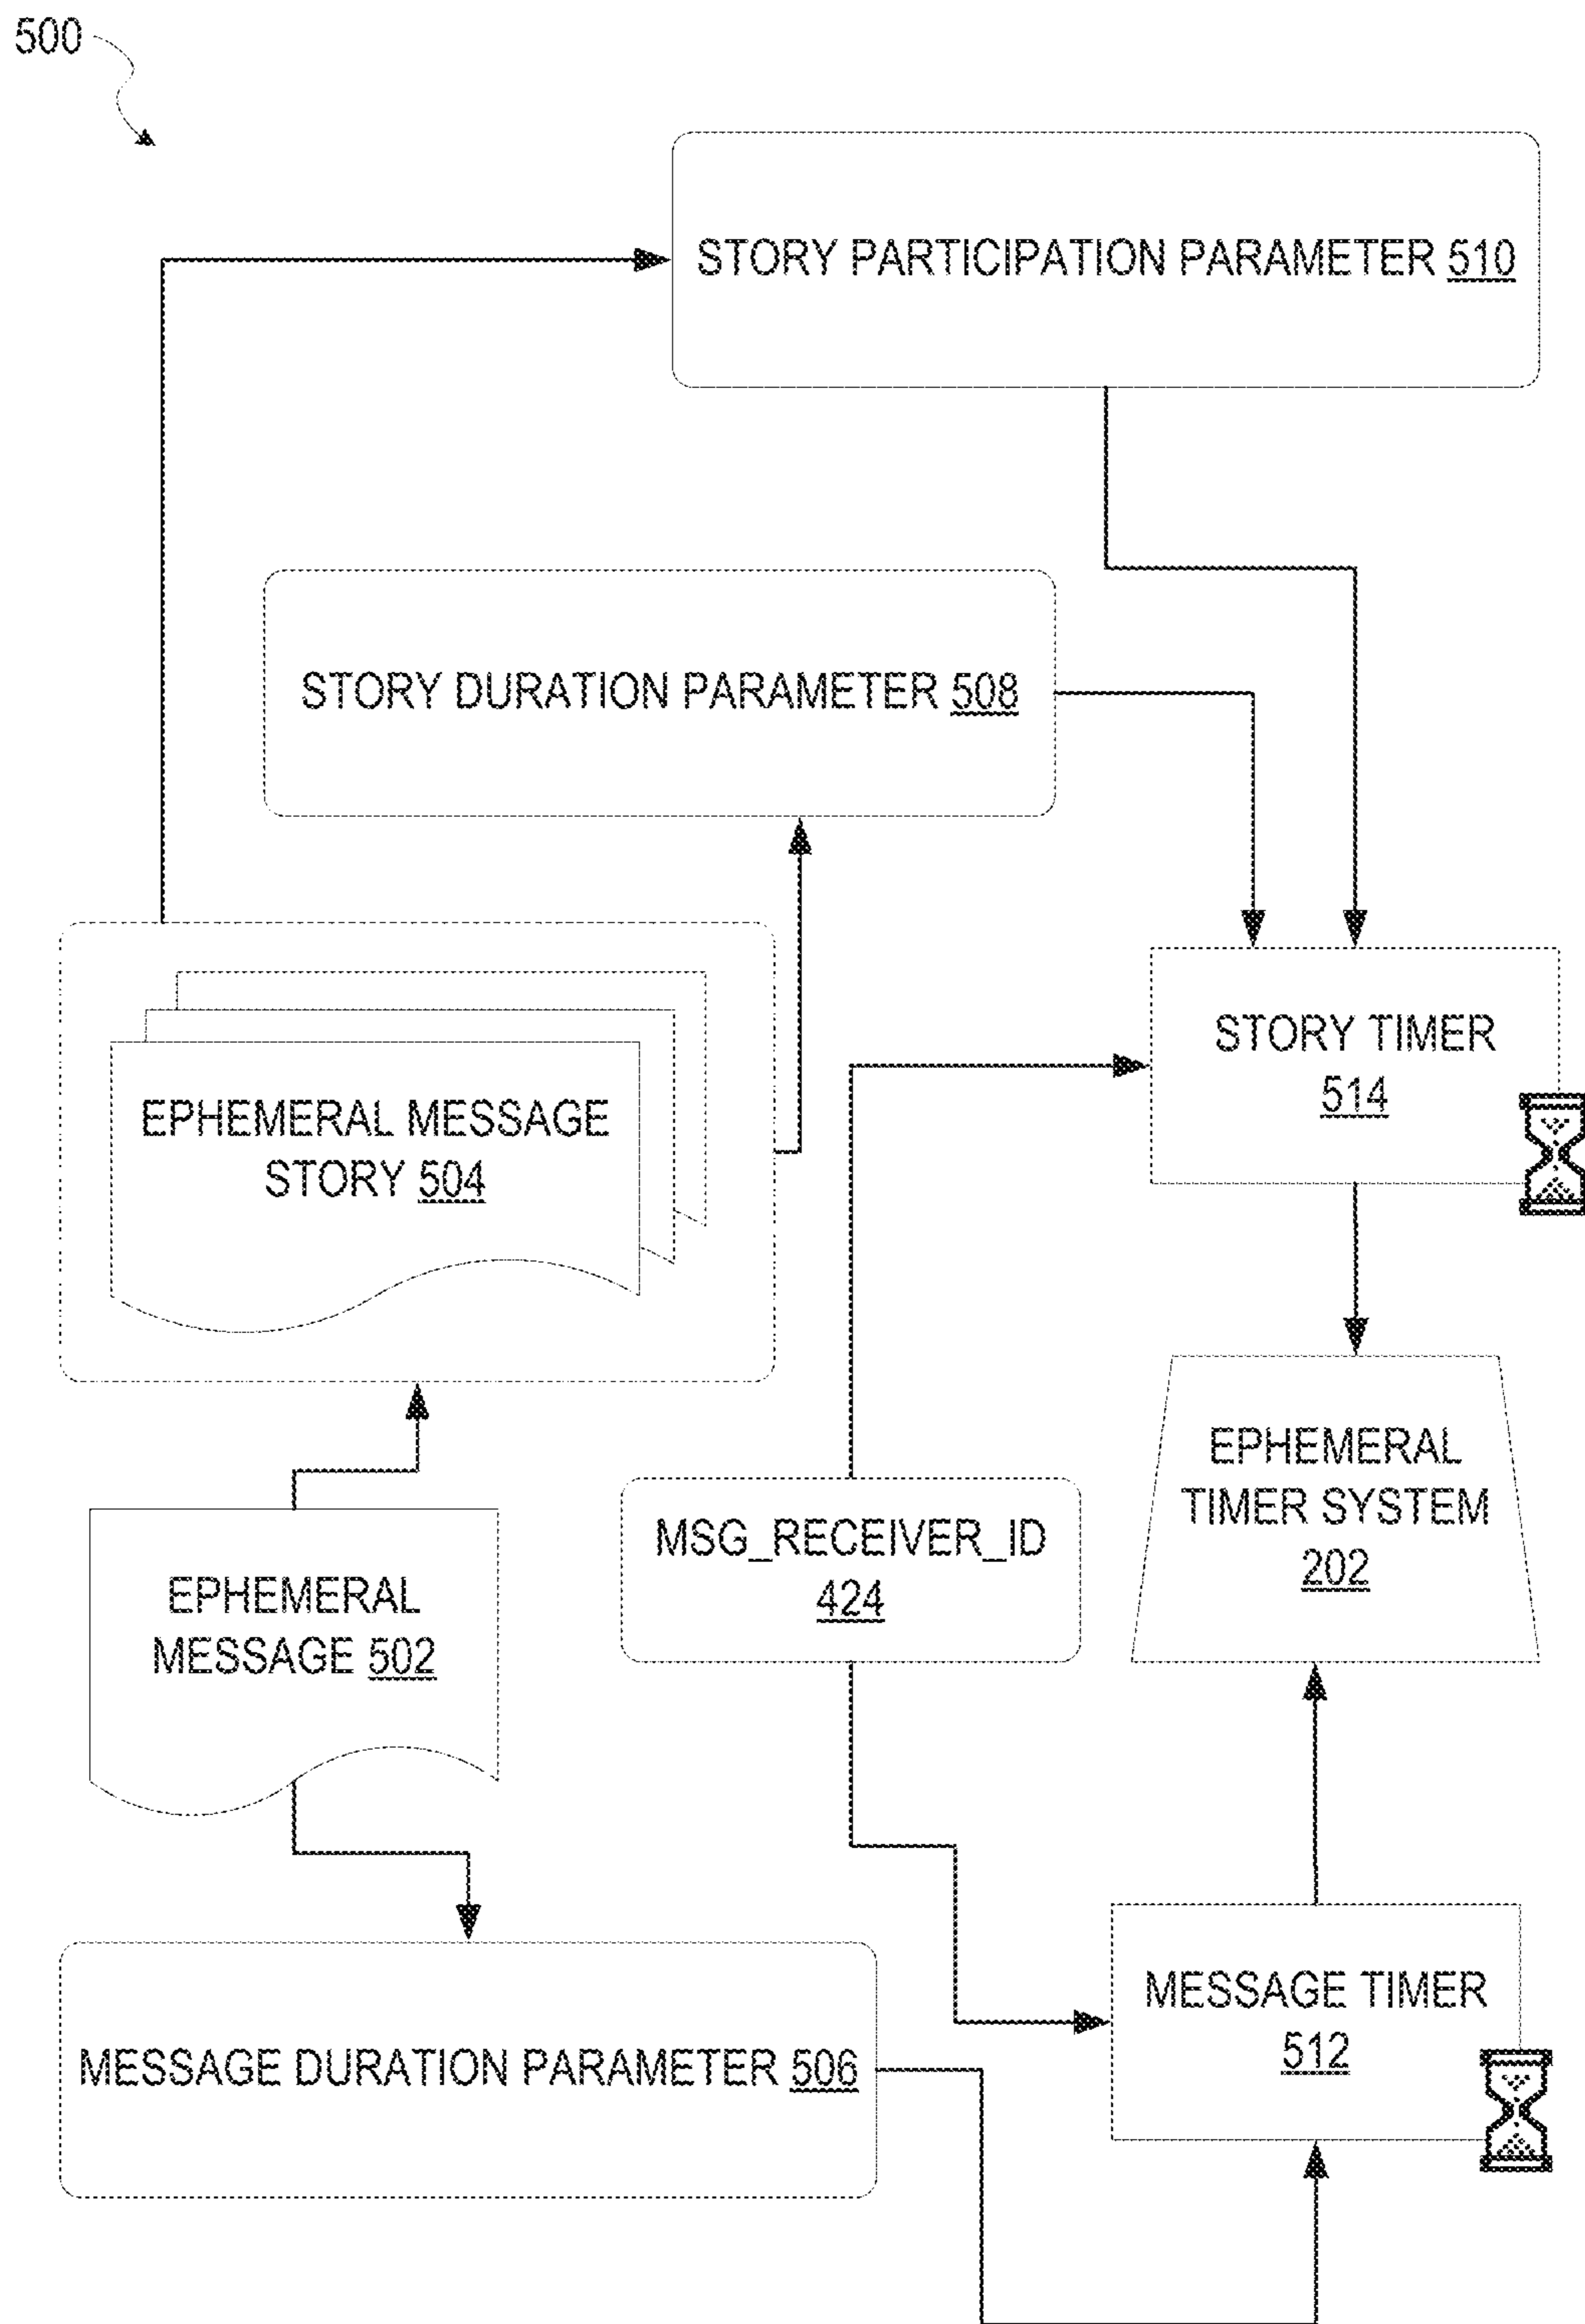 500
STORY PARTICIPATION PARAMETER 510
STORY DURATION PARAMETER 508
STORY TIMER
514
EPHEMERAL MESSAGE
STORY 504
EPHEMERAL
TIMER SYSTEM
202
MSG_RECEIVER_ID
424
EPHEMERAL
MESSAGE 502
MESSAGE TIMER
512
MESSAGE DURATION PARAMETER 506